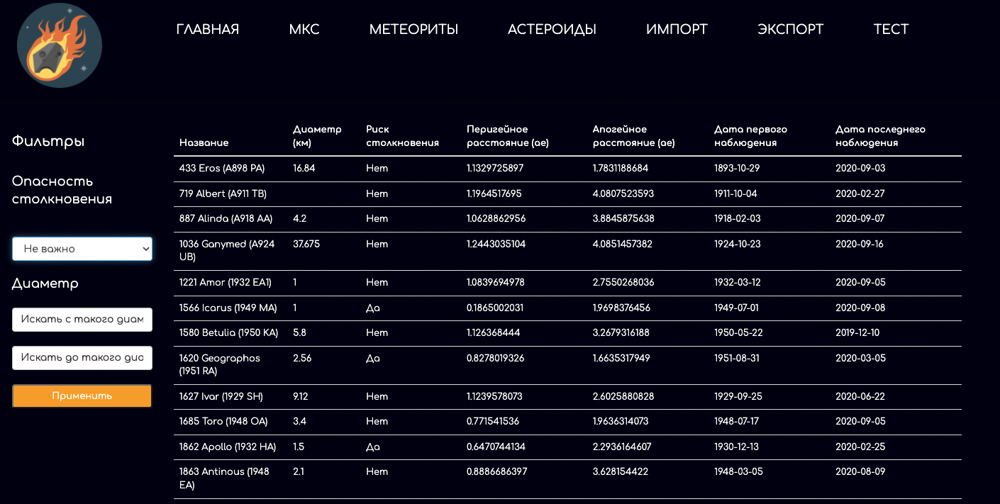 ГЛАВНАЯ МКС МЕТЕОРИТЫ АСТЕРОИДЫ ИМПОРТ ЭКСПОРТ ТЕСТ
Фильтры
Опасность
столкновения
Не важно
Диаметр
Искать с такого диам
Искать до такого диа
Применить
Название Диаметр (км) Риск столкновения Перигейное расстояние (ае) Апогейное расстояние (ае) Дата первого наблюдения Дата последнего наблюдения
433 Eros (A898 PA) 16.84 Нет 1.1329725897 1.7831188684 1893-10-29 2020-09-03
719 Albert (A911 TB) Нет 1.1964517695 4.0807523593 1911-10-04 2020-02-27
887 Alinda (A918 AA) 4.2 Нет 1.0628862956 3.8845875638 1918-02-03 2020-09-07
1036 Ganymed (A924 UB) 37.675 Нет 1.2443035104 4.0851457382 1924-10-23 2020-09-16
1221 Amor (1932 EA1) 1 Нет 1.0839694978 2.7550268036 1932-03-12 2020-09-05
1566 Icarus (1949 MA) 1 Да 0.1865002031 1.9698376456 1949-07-01 2020-09-08
1580 Betulia (1950 KA) 5.8 Нет 1.126368444 3.2679316188 1950-05-22 2019-12-10
1620 Geographos (1951 RA) 2.56 Да 0.8278019326 1.6635317949 1951-08-31 2020-03-05
1627 Ivar (1929 SH) 9.12 Нет 1.1239578073 2.6025880828 1929-09-25 2020-06-22
1685 Toro (1948 OA) 3.4 Нет 0.771541536 1.9636314073 1948-07-17 2020-09-05
1862 Apollo (1932 HA) 1.5 Да 0.6470744134 2.2936164607 1930-12-13 2020-02-25
1863 Antinous (1948 EA) 2.1 Нет 0.8886686397 3.628154422 1948-03-05 2020-08-09